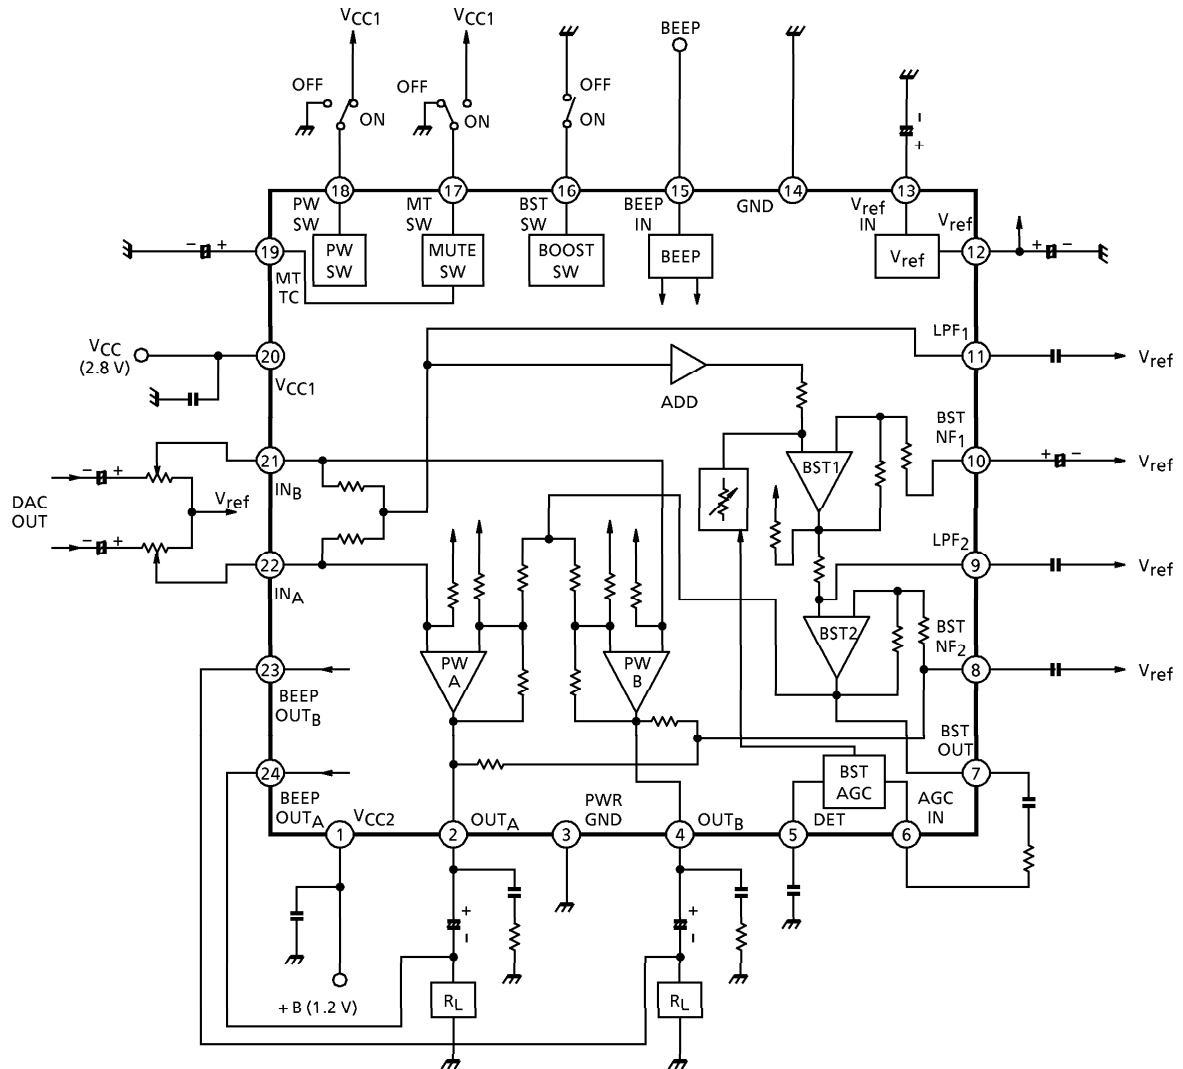 VCC1
VCC1
BEEP
OFF
ON
OFF
ON
OFF
ON
-
+
18
17
16
15
14
13
PW
SW
MT
SW
BST
SW
BEEP
IN
GND
Vref
IN
Vref
- +
19
MT
TC
PW
SW
MUTE
SW
BOOST
SW
BEEP
Vref
12
+ -
VCC
(2.8 V)
20
VCC1
LPF1
11
Vref
ADD
BST
NF1
10
+ -
Vref
BST1
DAC
OUT
- +
- +
Vref
21
INB
22
INA
LPF2
9
Vref
BST2
BST
NF2
8
Vref
PW
A
PW
B
23
BEEP
OUTB
24
BEEP
OUTA
BST
OUT
7
BST
AGC
VCC2
1
2
OUTA
3
PWR
GND
4
OUTB
5
DET
6
AGC
IN
+
-
+
-
RL
RL
+ B (1.2 V)